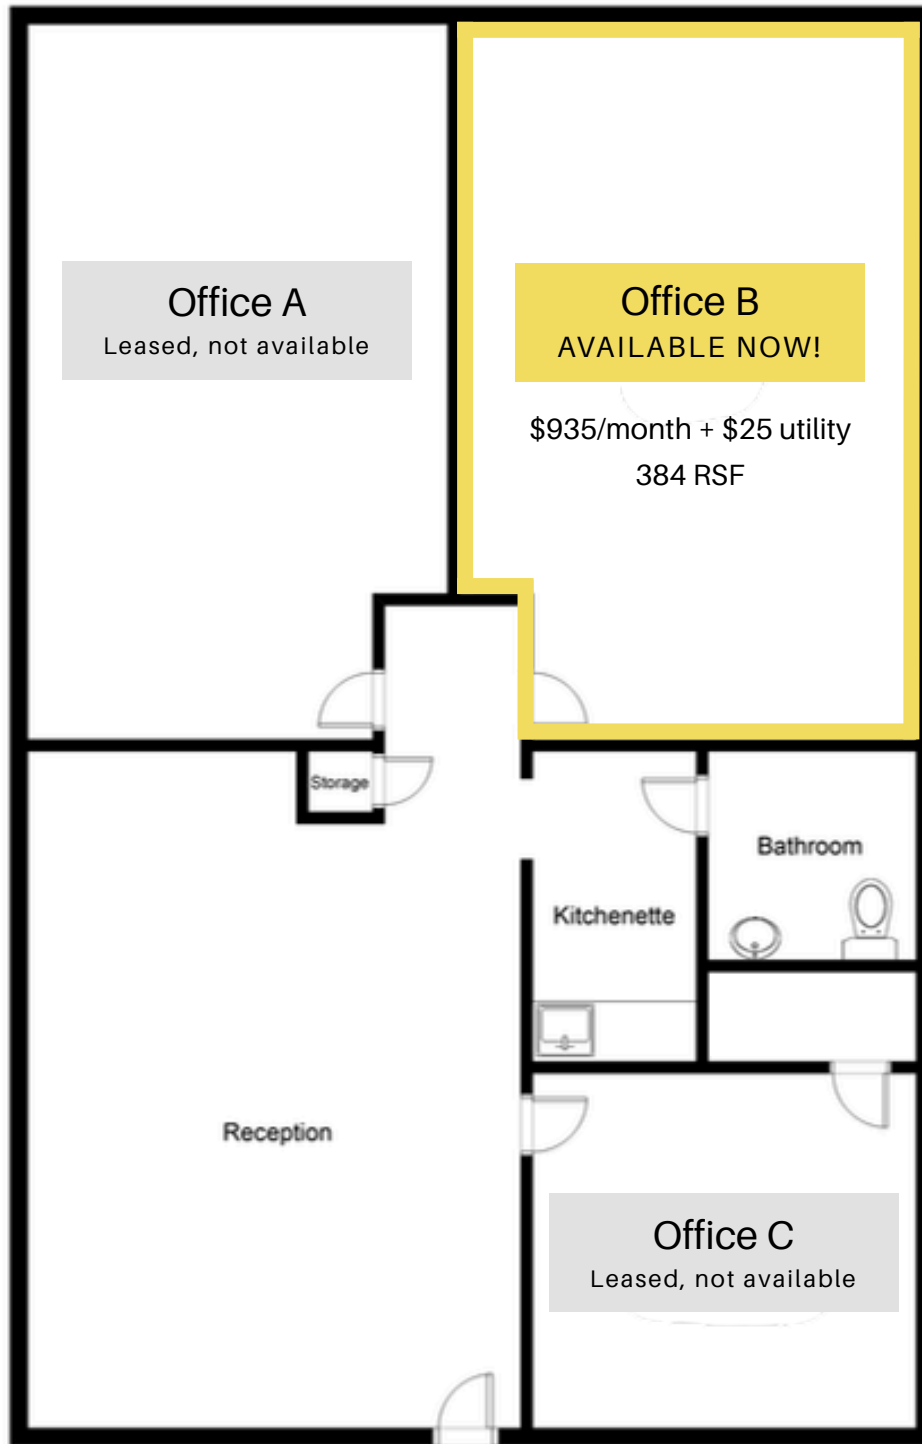 Office A
Leased, not available
Office B
AVAILABLE NOW!
$935/month + $25 utility
384 RSF
Storage
Bathroom
Kitchenette
Reception
Office C
Leased, not available